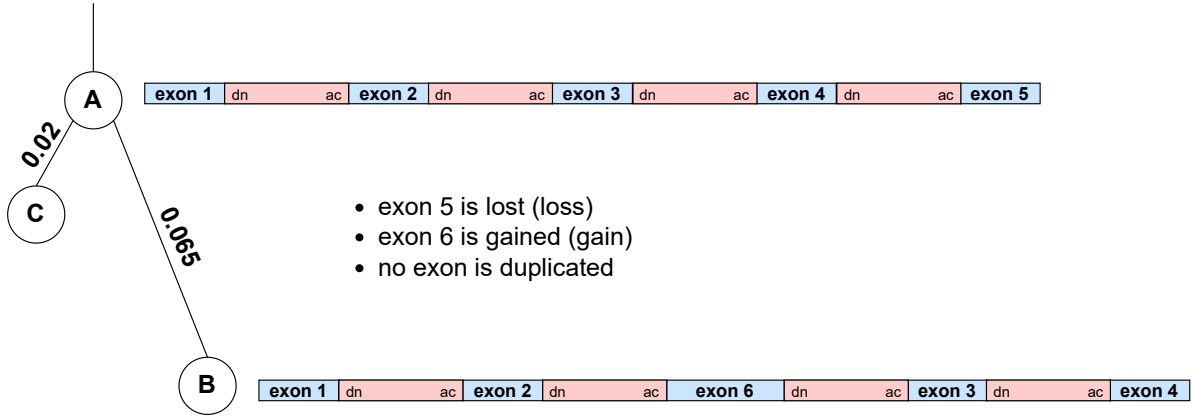 A
exon 1 dn ac exon 2 dn ac exon 3 dn ac exon 4 dn ac exon 5
0.02
C
0.065
• exon 5 is lost (loss)
• exon 6 is gained (gain)
• no exon is duplicated
B
exon 1 dn ac exon 2 dn ac exon 6 dn ac exon 3 dn ac exon 4